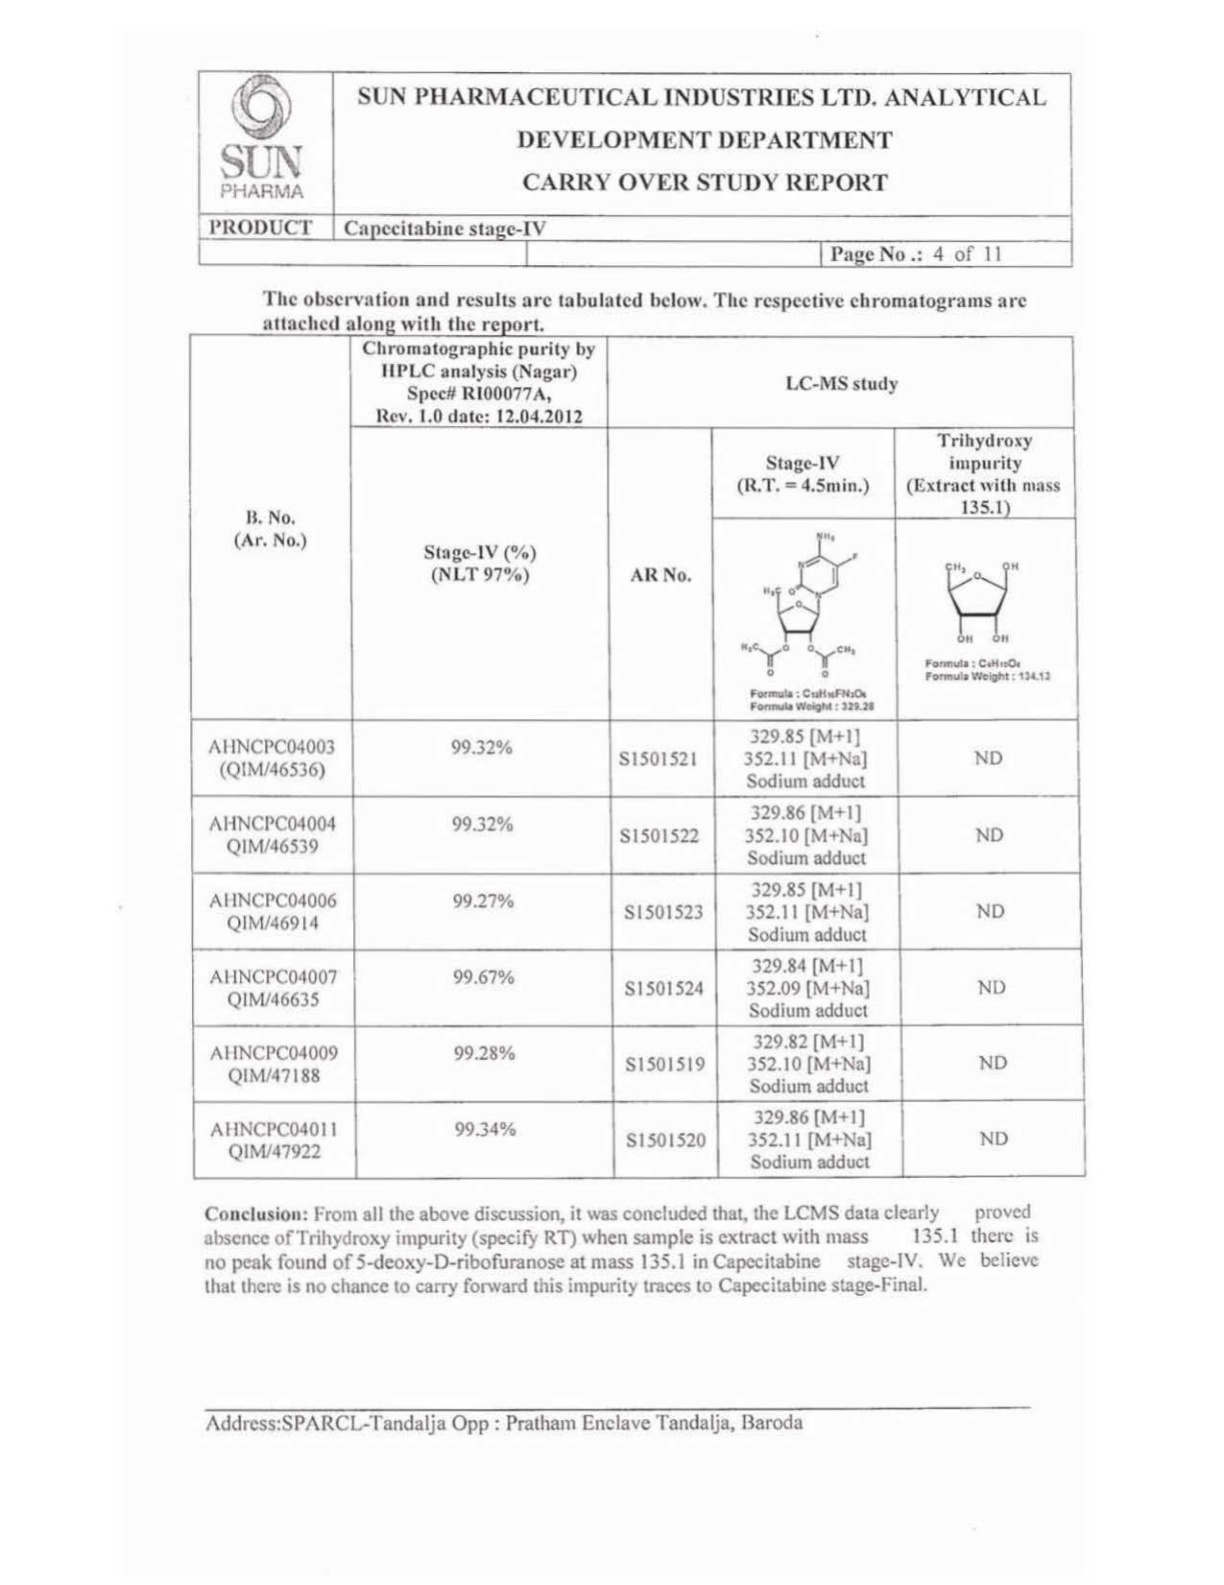 SUN
PHARMA
SUN PHARMACEUTICAL INDUSTRIES LTD. ANALYTICAL
DEVELOPMENT DEPARTMENT
CARRY OVER STUDY REPORT
PRODUCT
Capecitabine stage-IV
Page No .: 4 of 11
The observation and results are tabulated below. The respective chromatograms are
attached along with the report.
B. No.
(Ar. No.)
Chromatographic purity by
HPLC analysis (Nagar)
Spec# RI00077A,
Rev. 1.0 date: 12.04.2012
Stage-IV (%)
(NLT 97%)
LC-MS study
AR No.
Stage-IV
(R.T. = 4.5min.)
Trihydroxy
impurity
(Extract with mass
135.1)
NH₂
N
F
N
O
H₃C
O
H₃C
O
O
CH₃
O
O
Formula : C₁₃H₁₆FN₃O₆
Formula Weight : 329.28
CH₃
O
OH
OH
OH
Formula : C₅H₁₀O₄
Formula Weight : 134.13
AHNCPC04003
(QIM/46536)
99.32%
S1501521
329.85 [M+1]
352.11 [M+Na]
Sodium adduct
ND
AHNCPC04004
QIM/46539
99.32%
S1501522
329.86 [M+1]
352.10 [M+Na]
Sodium adduct
ND
AHNCPC04006
QIM/46914
99.27%
S1501523
329.85 [M+1]
352.11 [M+Na]
Sodium adduct
ND
AHNCPC04007
QIM/46635
99.67%
S1501524
329.84 [M+1]
352.09 [M+Na]
Sodium adduct
ND
AHNCPC04009
QIM/47188
99.28%
S1501519
329.82 [M+1]
352.10 [M+Na]
Sodium adduct
ND
AHNCPC04011
QIM/47922
99.34%
S1501520
329.86 [M+1]
352.11 [M+Na]
Sodium adduct
ND
Conclusion: From all the above discussion, it was concluded that, the LCMS data clearly proved
absence of Trihydroxy impurity (specify RT) when sample is extract with mass 135.1 there is
no peak found of 5-deoxy-D-ribofuranose at mass 135.1 in Capecitabine stage-IV. We believe
that there is no chance to carry forward this impurity traces to Capecitabine stage-Final.
Address:SPARCL-Tandalja Opp : Pratham Enclave Tandalja, Baroda